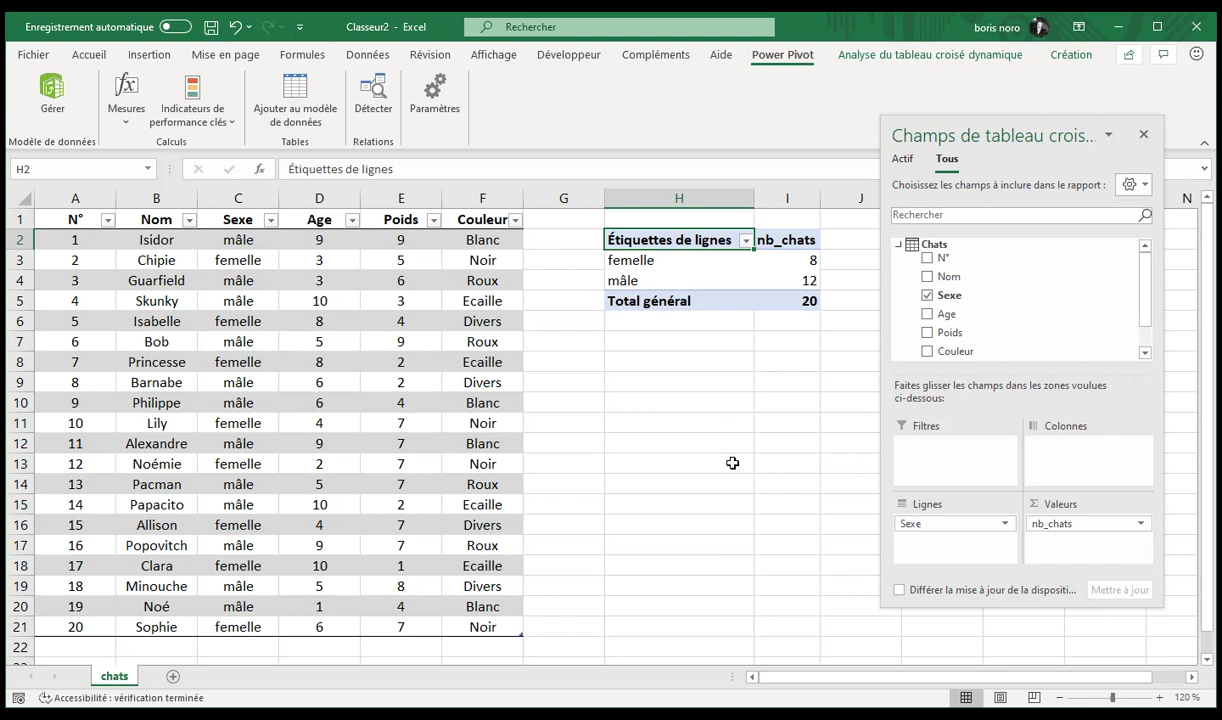 Enregistrement automatique Classeur2 - Excel Rechercher boris noro
Fichier Accueil Insertion Mise en page Formules Données Révision Affichage Développeur Compléments Aide Power Pivot Analyse du tableau croisé dynamique Création
Gérer Mesures Indicateurs de performance clés Ajouter au modèle de données Détecter Paramètres
Modèle de données Calculs Tables Relations
H2 fx Étiquettes de lignes
A B C D E F G H I J N
1 N° Nom Sexe Age Poids Couleur
2 1 Isidor mâle 9 9 Blanc Étiquettes de lignes nb_chats
3 2 Chipie femelle 3 5 Noir femelle 8
4 3 Guarfield mâle 3 6 Roux mâle 12
5 4 Skunky mâle 10 3 Ecaille Total général 20
6 5 Isabelle femelle 8 4 Divers
7 6 Bob mâle 5 9 Roux
8 7 Princesse femelle 8 2 Ecaille
9 8 Barnabe mâle 6 2 Divers
10 9 Philippe mâle 6 4 Blanc
11 10 Lily femelle 4 7 Noir
12 11 Alexandre mâle 9 7 Blanc
13 12 Noémie femelle 2 7 Noir
14 13 Pacman mâle 5 7 Roux
15 14 Papacito mâle 10 2 Ecaille
16 15 Allison femelle 4 7 Divers
17 16 Popovitch mâle 9 7 Roux
18 17 Clara femelle 10 1 Ecaille
19 18 Minouche mâle 5 8 Divers
20 19 Noé mâle 1 4 Blanc
21 20 Sophie femelle 6 7 Noir
22
Champs de tableau crois...
Actif Tous
Choisissez les champs à inclure dans le rapport :
Rechercher
Chats
N°
Nom
Sexe
Age
Poids
Couleur
Faites glisser les champs dans les zones voulues
ci-dessous:
Filtres Colonnes
Lignes Σ Valeurs
Sexe nb_chats
Différer la mise à jour de la dispositi... Mettre à jour
chats
Accessibilité : vérification terminée 120 %